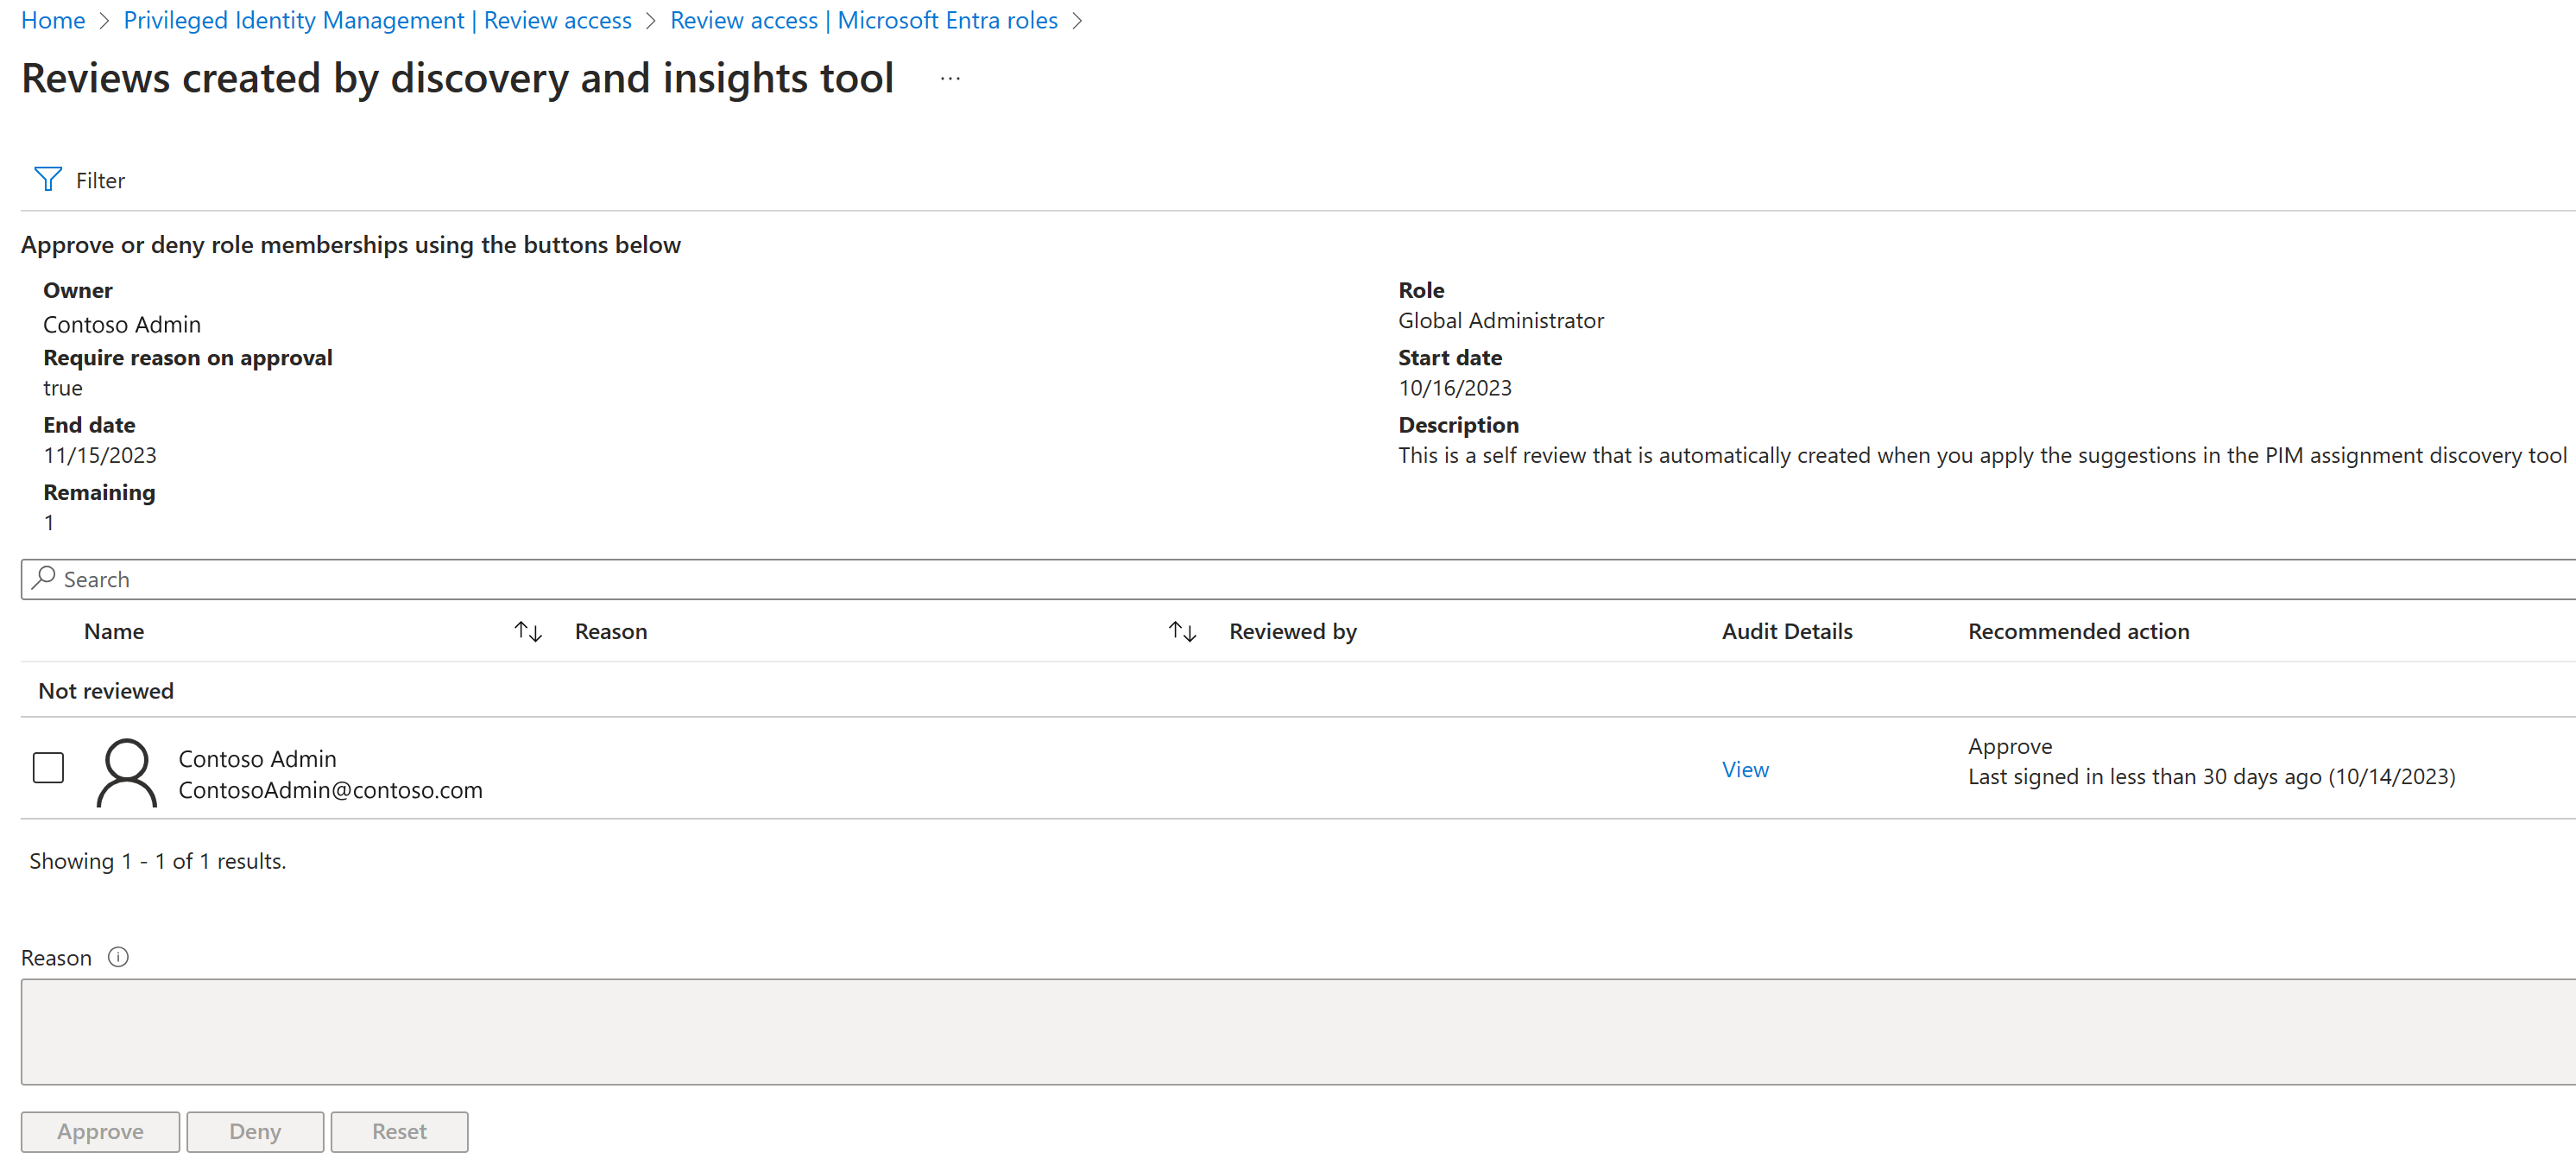 Home > Privileged Identity Management | Review access > Review access | Microsoft Entra roles >
Reviews created by discovery and insights tool ...
Filter
Approve or deny role memberships using the buttons below
Owner
Contoso Admin
Require reason on approval
true
End date
11/15/2023
Remaining
1
Role
Global Administrator
Start date
10/16/2023
Description
This is a self review that is automatically created when you apply the suggestions in the PIM assignment discovery tool
Search
Name Reason Reviewed by Audit Details Recommended action
Not reviewed
Contoso Admin
ContosoAdmin@contoso.com
View
Approve
Last signed in less than 30 days ago (10/14/2023)
Showing 1 - 1 of 1 results.
Reason
Approve Deny Reset